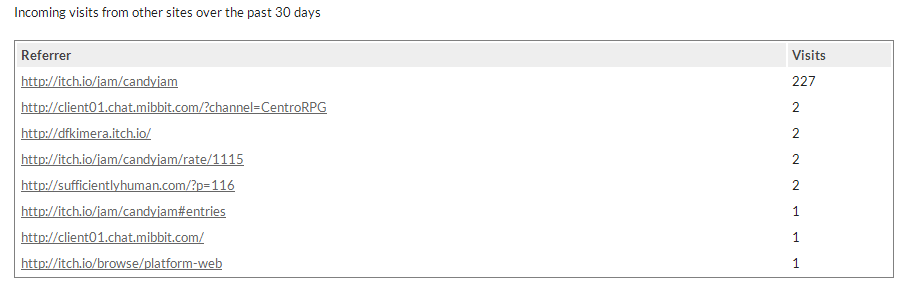 Incoming visits from other sites over the past 30 days
Referrer Visits
http://itch.io/jam/candyjam 227
http://client01.chat.mibbit.com/?channel=CentroRPG 2
http://dfkimera.itch.io/ 2
http://itch.io/jam/candyjam/rate/1115 2
http://sufficientlyhuman.com/?p=116 2
http://itch.io/jam/candyjam#entries 1
http://client01.chat.mibbit.com/ 1
http://itch.io/browse/platform-web 1